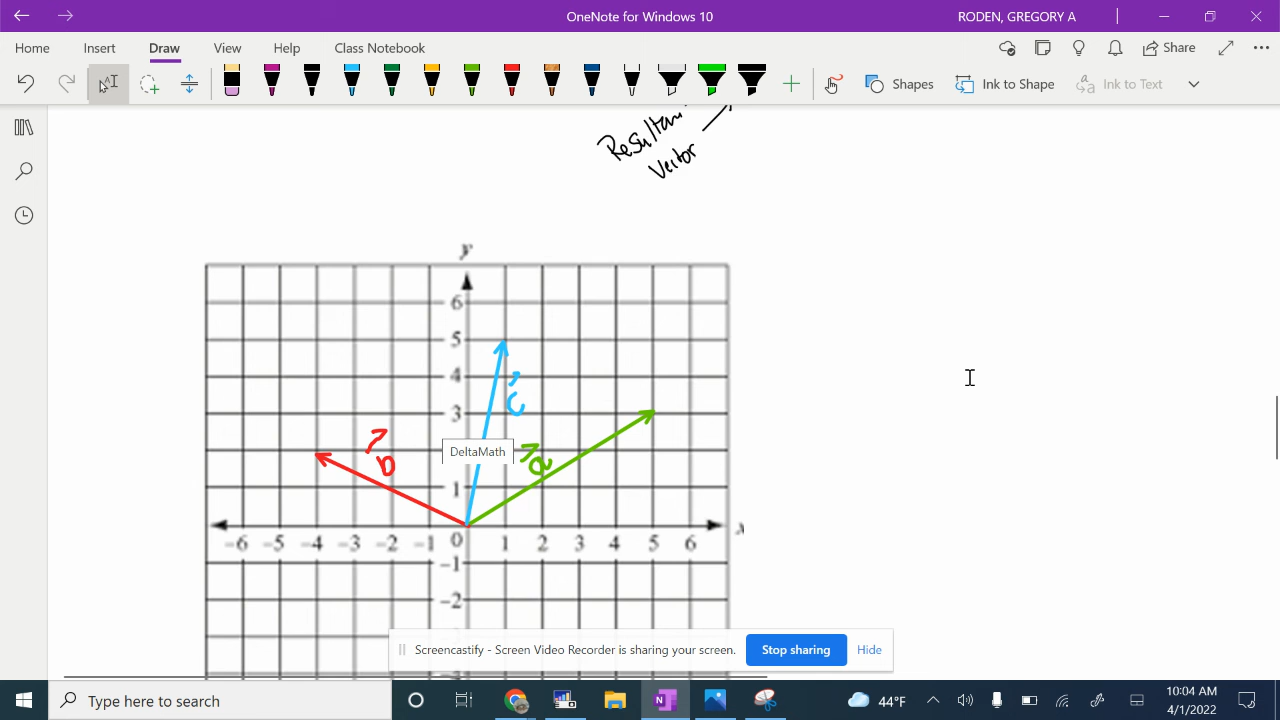 OneNote for Windows 10
RODEN, GREGORY A
Home Insert Draw View Help Class Notebook Share
Shapes Ink to Shape Ink to Text
Vector
y
6
5
4
3
1
0
-6 -5 -4 -3 -2 -1 1 2 3 4 5 6
-1
-2
c
b
a
x
DeltaMath
Screencastify - Screen Video Recorder is sharing your screen. Stop sharing Hide
Type here to search
44°F
10:04 AM
4/1/2022